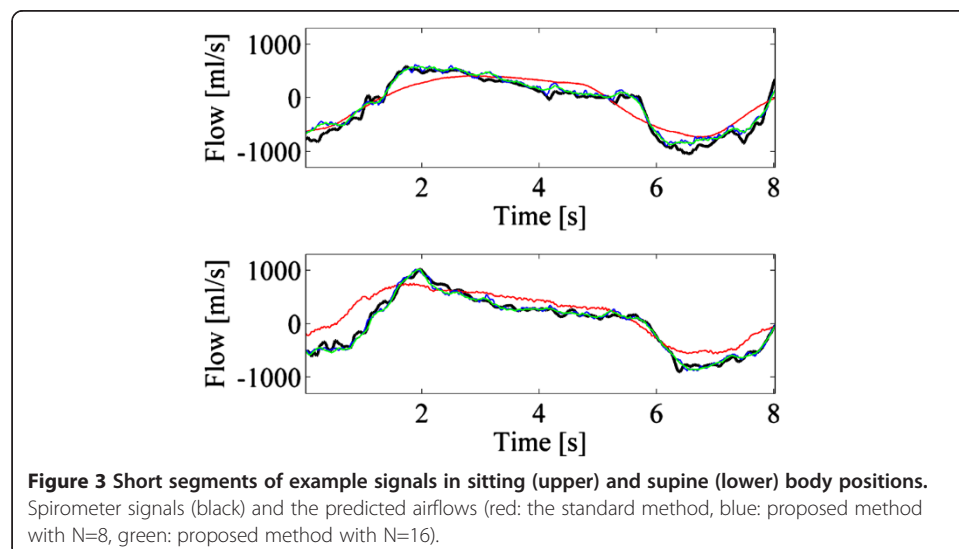 1000
0
-1000
Flow [ml/s]
2
4
6
8
Time [s]
1000
0
-1000
Flow [ml/s]
2
4
6
8
Time [s]
Figure 3 Short segments of example signals in sitting (upper) and supine (lower) body positions.
Spirometer signals (black) and the predicted airflows (red: the standard method, blue: proposed method
with N=8, green: proposed method with N=16).